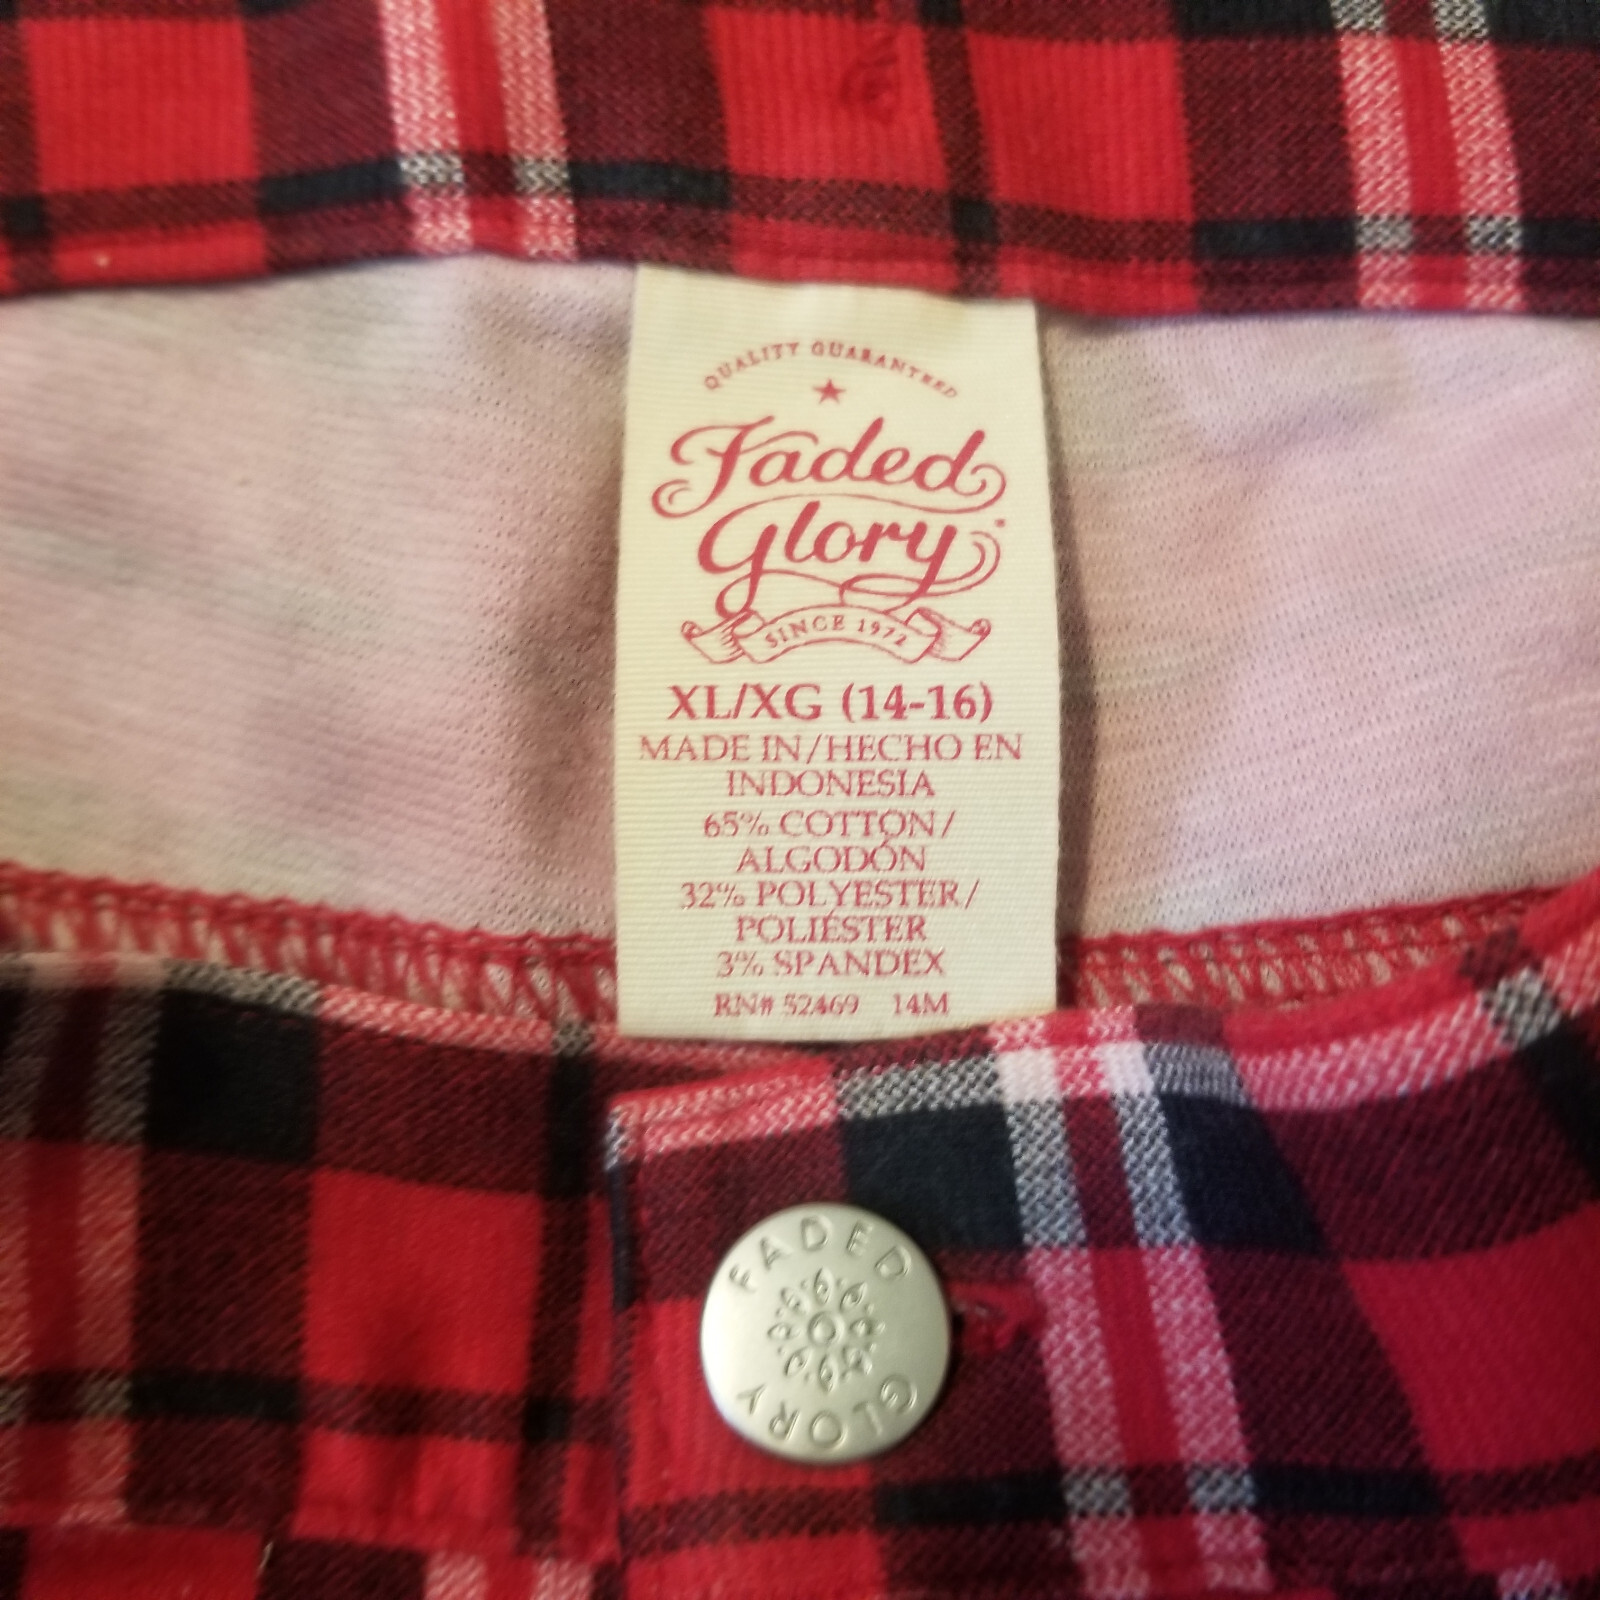 QUALITY GUARANTEED
Faded
Glory
SINCE 1972
XL/XG (14-16)
MADE IN/HECHO EN
INDONESIA
65% COTTON/
ALGODÓN
32% POLYESTER/
POLIÉSTER
3% SPANDEX
RN# 52469 14M
FADED
GLORY